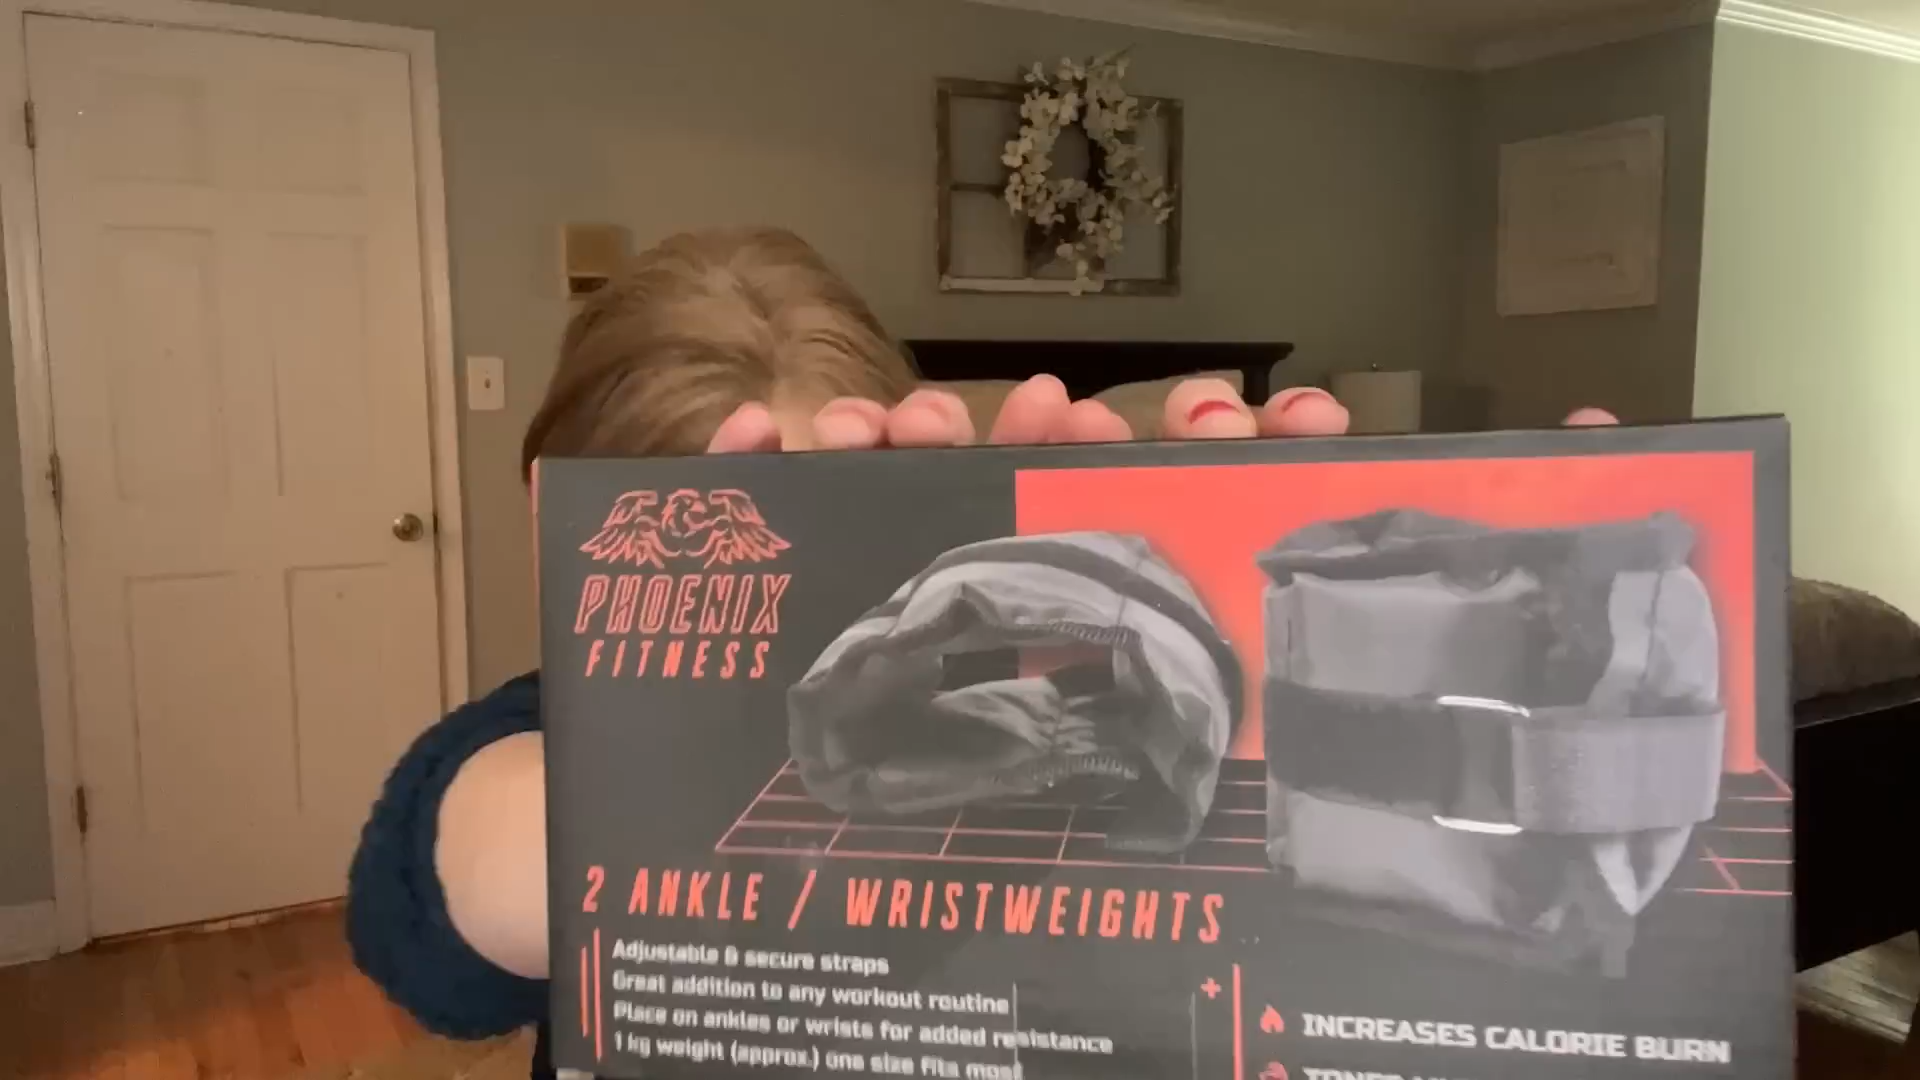 PHOENIX
FITNESS
2 ANKLE / WRISTWEIGHTS
Adjustable & secure straps
Great addition to any workout routine
Place on ankles or wrists for added resistance
1 kg weight (approx.) one size fits most
+
INCREASES CALORIE BURN